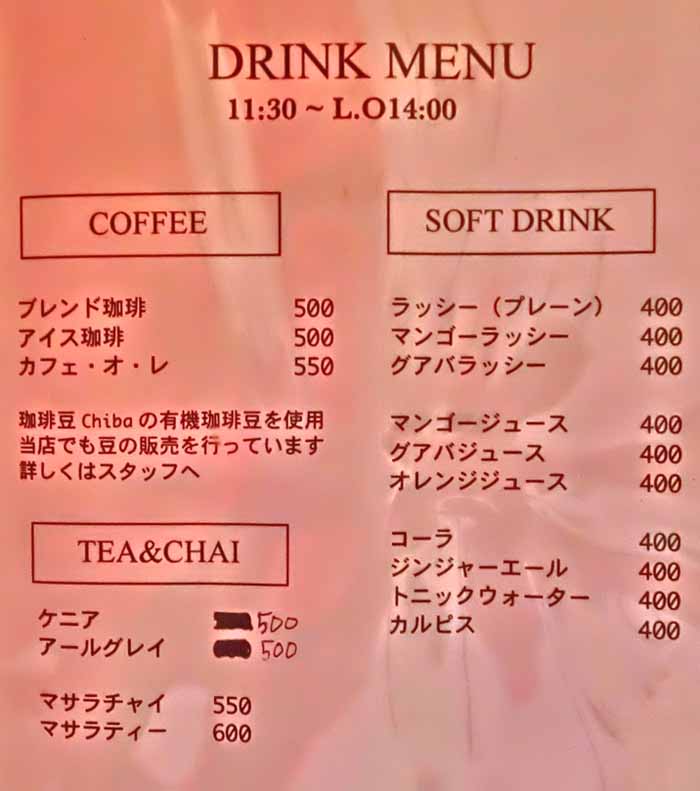 DRINK MENU
11:30 ~ L.O14:00
COFFEE
ブレンド珈琲 500
アイス珈琲 500
カフェ・オ・レ 550
珈琲豆 Chiba の有機珈琲豆を使用
当店でも豆の販売を行っています
詳しくはスタッフへ
TEA&CHAI
ケニア 500
アールグレイ 500
マサラチャイ 550
マサラティー 600
SOFT DRINK
ラッシー（プレーン） 400
マンゴーラッシー 400
グアバラッシー 400
マンゴージュース 400
グアバジュース 400
オレンジジュース 400
コーラ 400
ジンジャーエール 400
トニックウォーター 400
カルピス 400